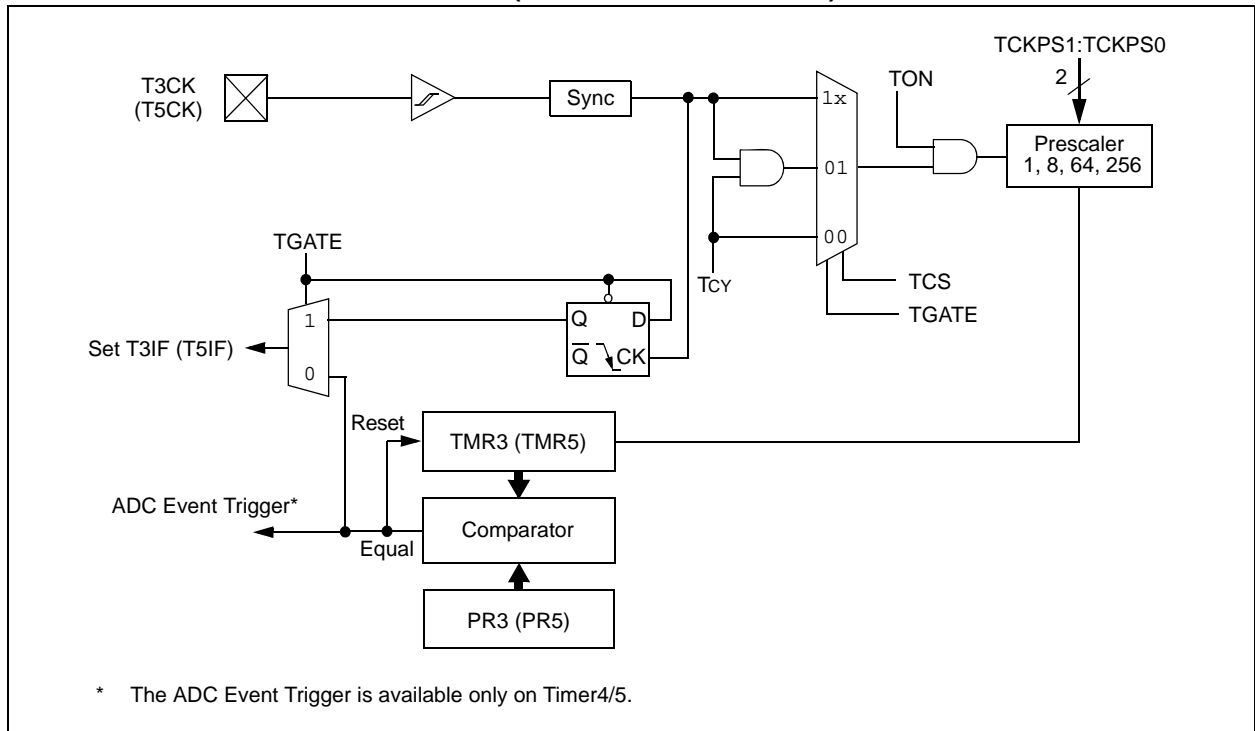 TCKPS1:TCKPS0
2
T3CK
(T5CK)
Sync
1x
TON
Prescaler
1, 8, 64, 256
01
00
TGATE
TCY
TCS
TGATE
1
Q
D
Set T3IF (T5IF)
Q
CK
0
Reset
TMR3 (TMR5)
ADC Event Trigger*
Equal
Comparator
PR3 (PR5)
* The ADC Event Trigger is available only on Timer4/5.